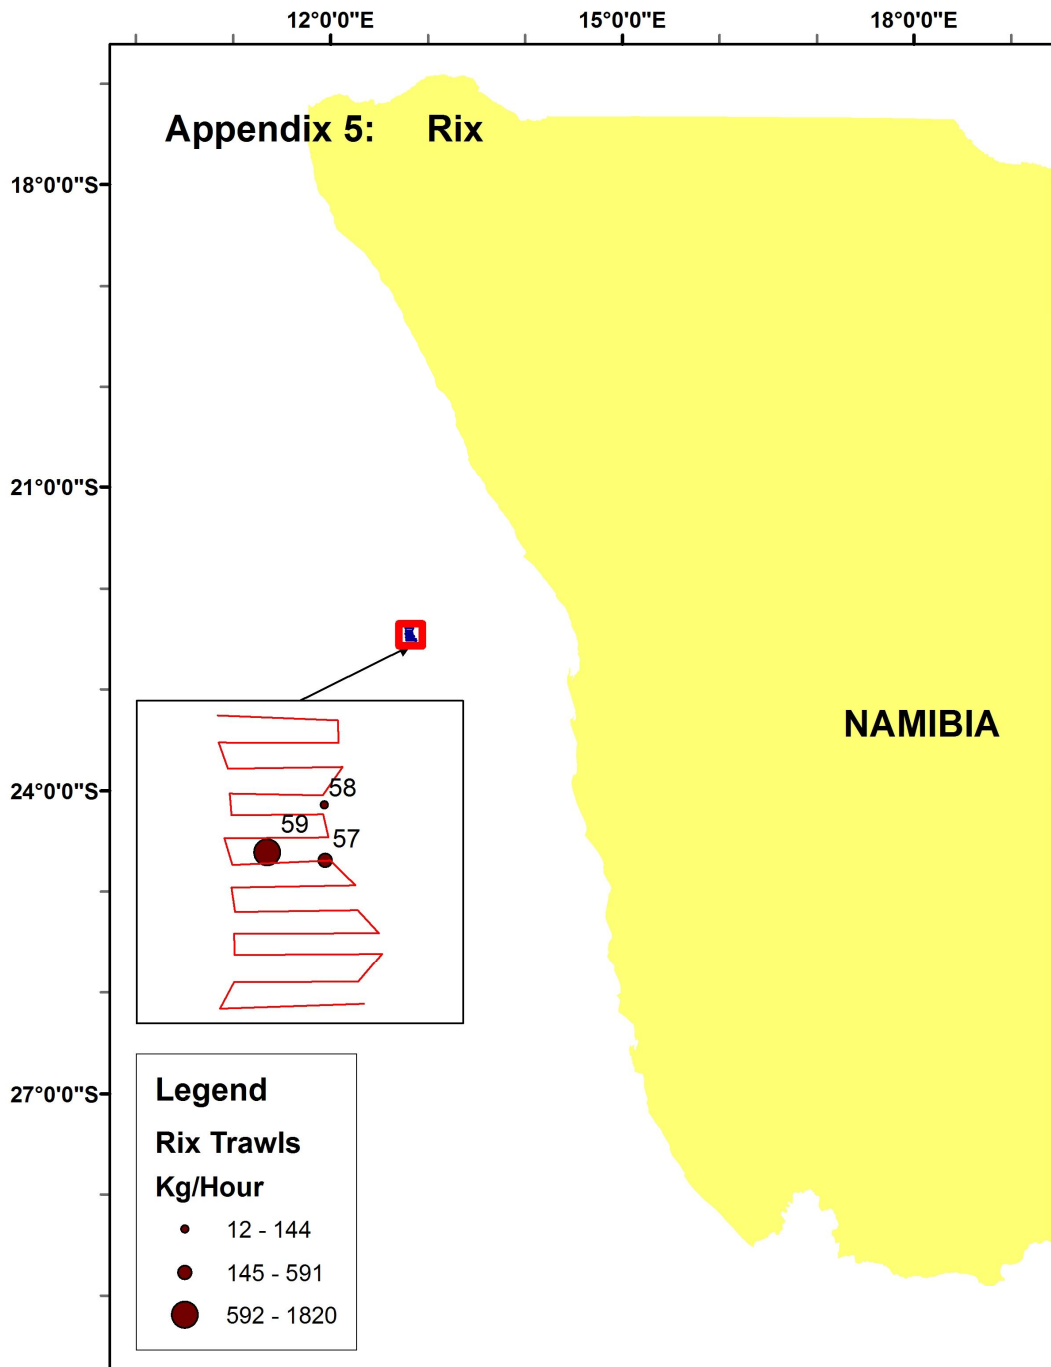 12°0'0"E 15°0'0"E 18°0'0"E
Appendix 5: Rix
18°0'0"S
21°0'0"S
NAMIBIA
24°0'0"S
58
59
57
27°0'0"S
Legend
Rix Trawls
Kg/Hour
12 - 144
145 - 591
592 - 1820